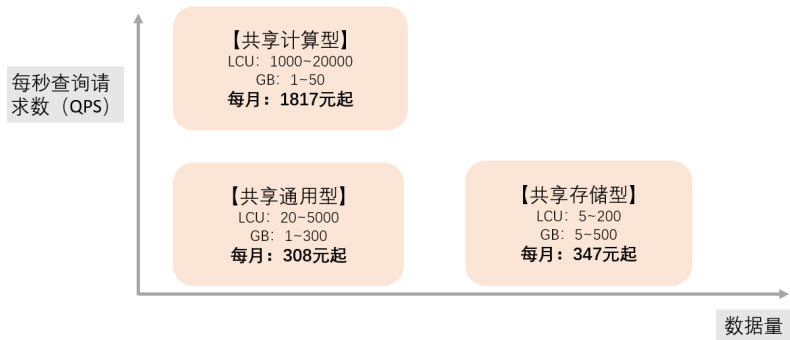 每秒查询请
求数（QPS）
【共享计算型】
LCU：1000~20000
GB：1~50
每月：1817元起
【共享通用型】
LCU：20~5000
GB：1~300
每月：308元起
【共享存储型】
LCU：5~200
GB：5~500
每月：347元起
数据量